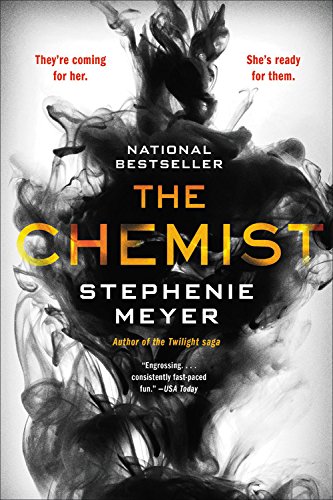 They're coming
for her.
She's ready
for them.
NATIONAL
BESTSELLER
THE
CHEMIST
STEPHENIE
MEYER
Author of the Twilight saga
"Engrossing. . . .
consistently fast-paced
fun." —USA Today